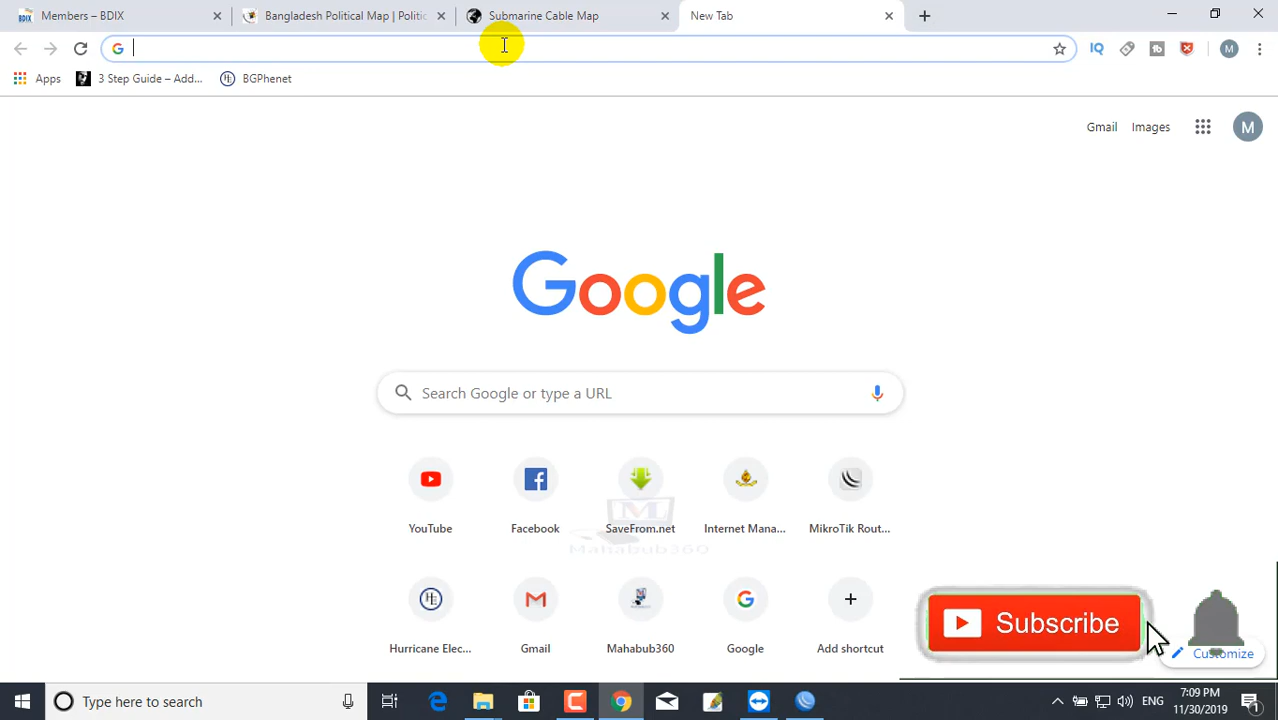 Members – BDIX
Bangladesh Political Map | Politic
Submarine Cable Map
New Tab
Apps
3 Step Guide – Add...
BGPhenet
Gmail
Images
M
Google
Search Google or type a URL
YouTube
Facebook
SaveFrom.net
Internet Mana...
MikroTik Rout...
Mahabub360
Hurricane Elec...
Gmail
Mahabub360
Google
Add shortcut
Subscribe
Customize
Type here to search
ENG
7:09 PM
11/30/2019